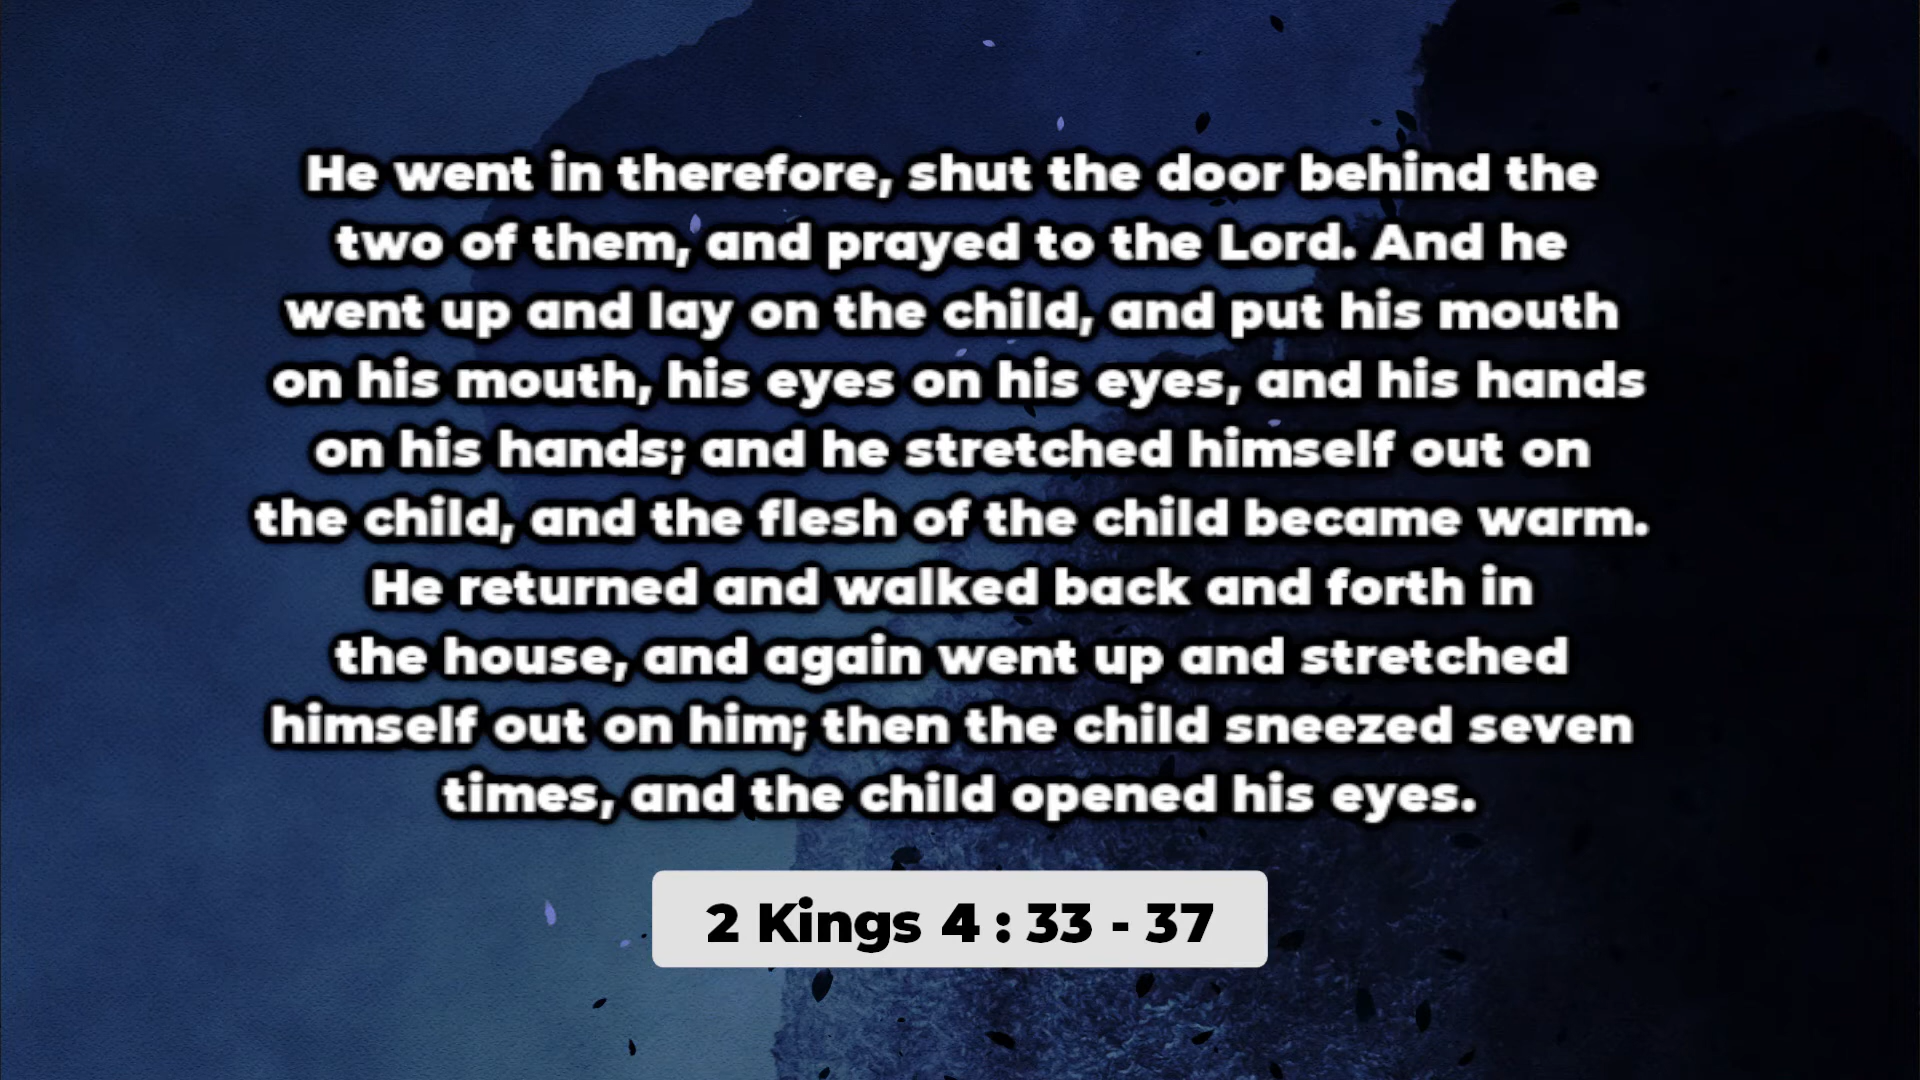 He went in therefore, shut the door behind the
two of them, and prayed to the Lord. And he
went up and lay on the child, and put his mouth
on his mouth, his eyes on his eyes, and his hands
on his hands; and he stretched himself out on
the child, and the flesh of the child became warm.
He returned and walked back and forth in
the house, and again went up and stretched
himself out on him; then the child sneezed seven
times, and the child opened his eyes.
2 Kings 4 : 33 - 37